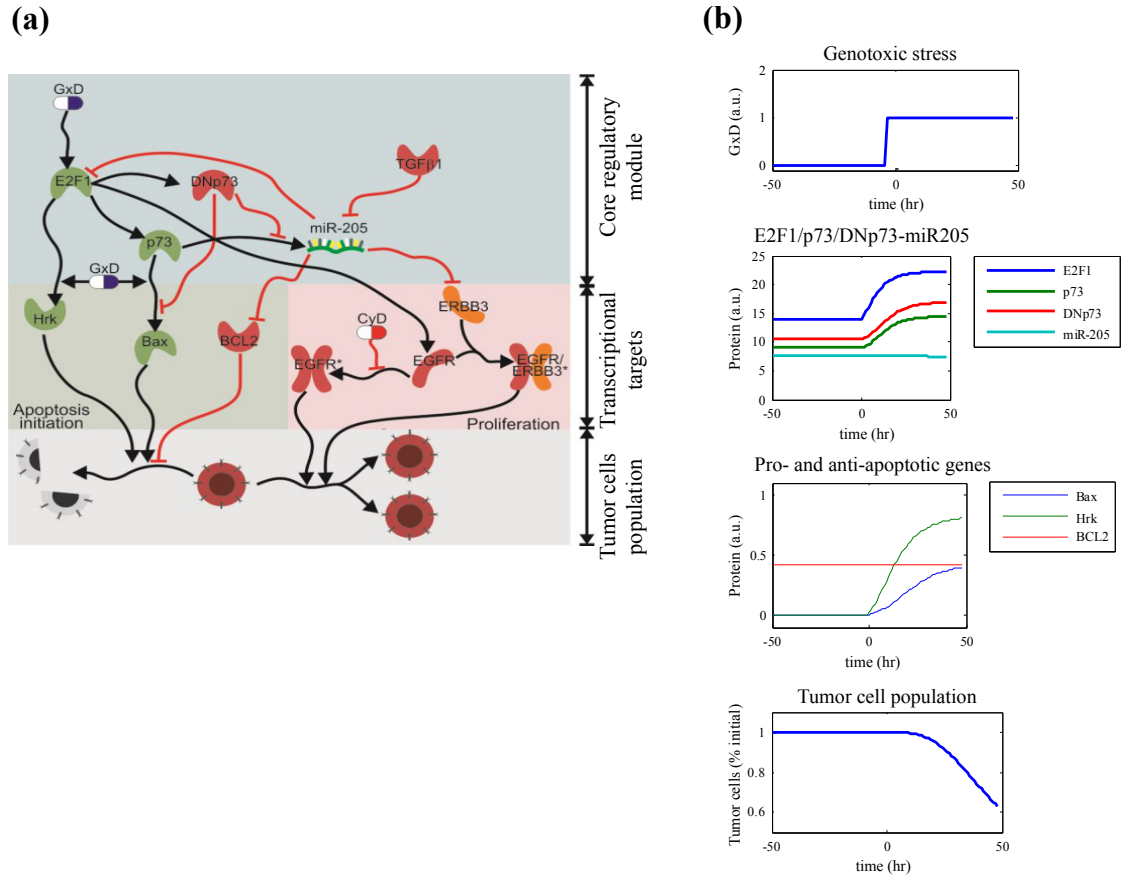 (a)
GxD
E2F1
DNp73
TGFβ1
miR-205
p73
GxD
Hrk
Bax
BCL2
CyD
ERBB3
EGFR*
EGFR
EGFR/
ERBB3*
Apoptosis
initiation
Proliferation
Core regulatory
module
Transcriptional
targets
Tumor cells
population
(b)
Genotoxic stress
GxD (a.u.)
2
1
0
-50
0
50
time (hr)
E2F1/p73/DNp73-miR205
Protein (a.u.)
25
20
15
10
5
0
-50
0
50
time (hr)
E2F1
p73
DNp73
miR-205
Pro- and anti-apoptotic genes
Protein (a.u.)
1
0.5
0
-50
0
50
time (hr)
Bax
Hrk
BCL2
Tumor cell population
Tumor cells (% initial)
1
0.8
0.6
-50
0
50
time (hr)